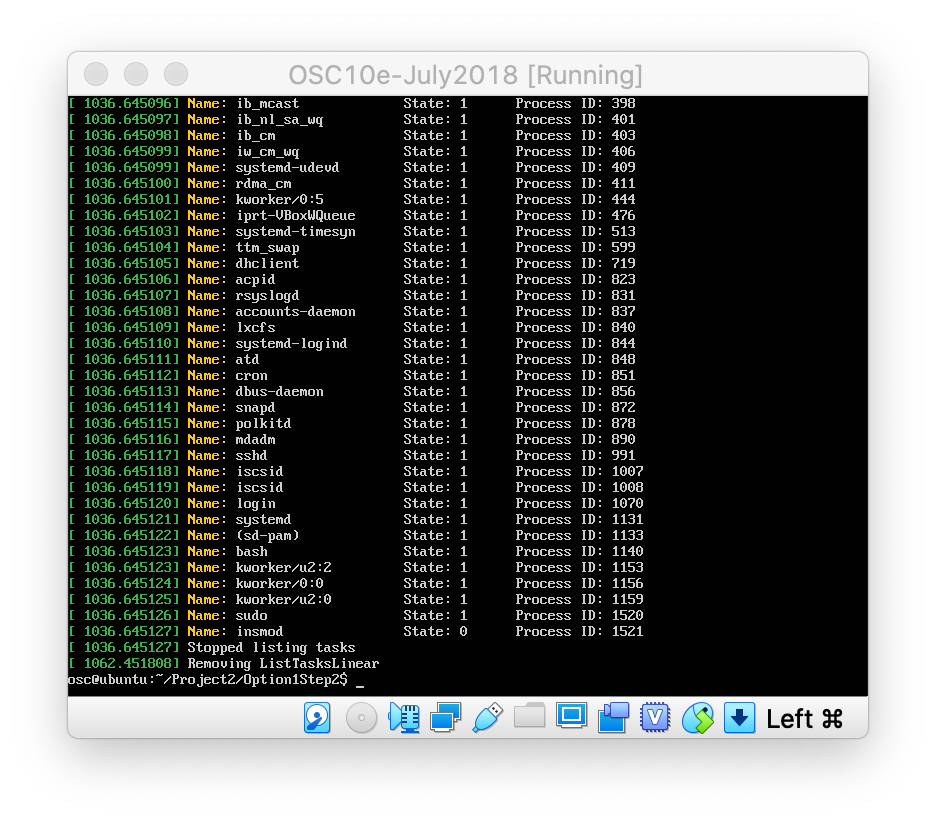 OSC10e-July2018 [Running]
[ 1036.645096] Name: ib_mcast State: 1 Process ID: 398
[ 1036.645097] Name: ib_nl_sa_wq State: 1 Process ID: 401
[ 1036.645098] Name: ib_cm State: 1 Process ID: 403
[ 1036.645099] Name: iw_cm_wq State: 1 Process ID: 406
[ 1036.645099] Name: systemd-udevd State: 1 Process ID: 409
[ 1036.645100] Name: rdma_cm State: 1 Process ID: 411
[ 1036.645101] Name: kworker/0:5 State: 1 Process ID: 444
[ 1036.645102] Name: iprt-VBoxWQueue State: 1 Process ID: 476
[ 1036.645103] Name: systemd-timesyn State: 1 Process ID: 513
[ 1036.645104] Name: ttm_swap State: 1 Process ID: 599
[ 1036.645105] Name: dhclient State: 1 Process ID: 719
[ 1036.645106] Name: acpid State: 1 Process ID: 823
[ 1036.645107] Name: rsyslogd State: 1 Process ID: 831
[ 1036.645108] Name: accounts-daemon State: 1 Process ID: 837
[ 1036.645109] Name: lxcfs State: 1 Process ID: 840
[ 1036.645110] Name: systemd-logind State: 1 Process ID: 844
[ 1036.645111] Name: atd State: 1 Process ID: 848
[ 1036.645112] Name: cron State: 1 Process ID: 851
[ 1036.645113] Name: dbus-daemon State: 1 Process ID: 856
[ 1036.645114] Name: snapd State: 1 Process ID: 872
[ 1036.645115] Name: polkitd State: 1 Process ID: 878
[ 1036.645116] Name: mdadm State: 1 Process ID: 890
[ 1036.645117] Name: sshd State: 1 Process ID: 991
[ 1036.645118] Name: iscsid State: 1 Process ID: 1007
[ 1036.645119] Name: iscsid State: 1 Process ID: 1008
[ 1036.645120] Name: login State: 1 Process ID: 1070
[ 1036.645121] Name: systemd State: 1 Process ID: 1131
[ 1036.645122] Name: (sd-pam) State: 1 Process ID: 1133
[ 1036.645123] Name: bash State: 1 Process ID: 1140
[ 1036.645123] Name: kworker/u2:2 State: 1 Process ID: 1153
[ 1036.645124] Name: kworker/0:0 State: 1 Process ID: 1156
[ 1036.645125] Name: kworker/u2:0 State: 1 Process ID: 1159
[ 1036.645126] Name: sudo State: 1 Process ID: 1520
[ 1036.645127] Name: insmod State: 0 Process ID: 1521
[ 1036.645127] Stopped listing tasks
[ 1062.451808] Removing ListTasksLinear
osc@ubuntu:~/Project2/Option1Step2$ _
V Left ⌘